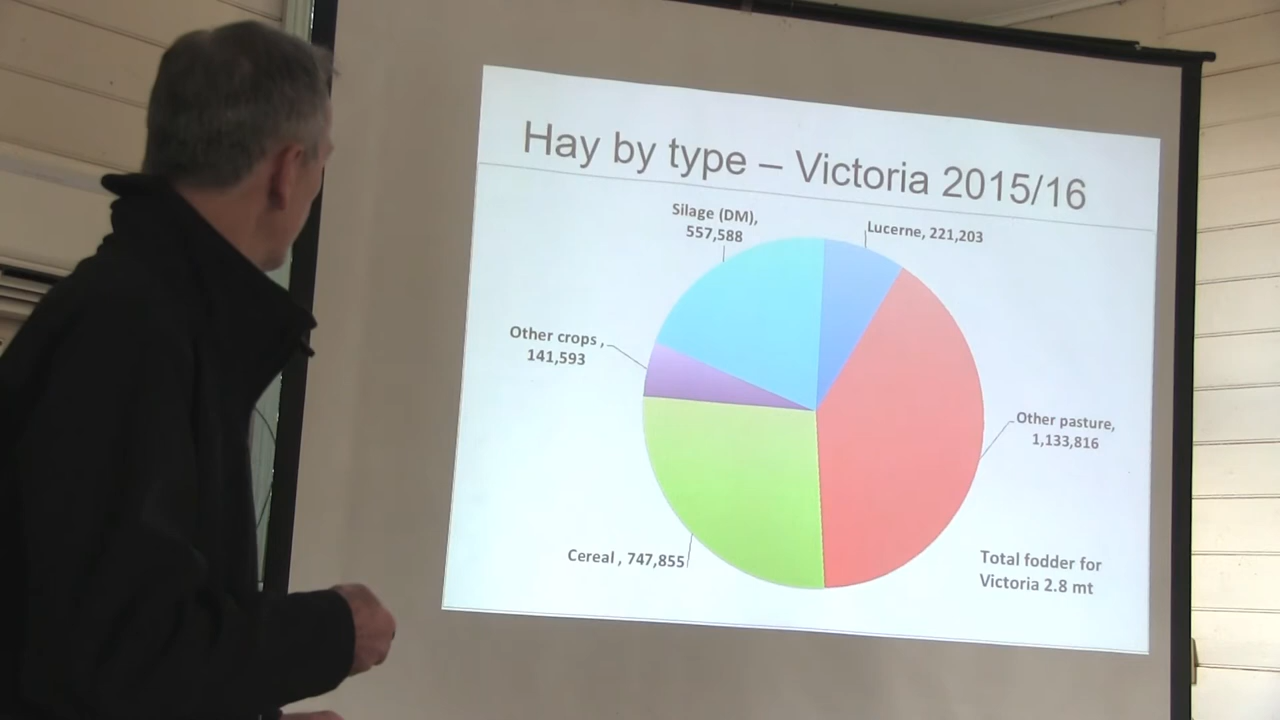 Hay by type – Victoria 2015/16
Silage (DM),
557,588
Lucerne, 221,203
Other crops ,
141,593
Other pasture,
1,133,816
Cereal , 747,855
Total fodder for
Victoria 2.8 mt